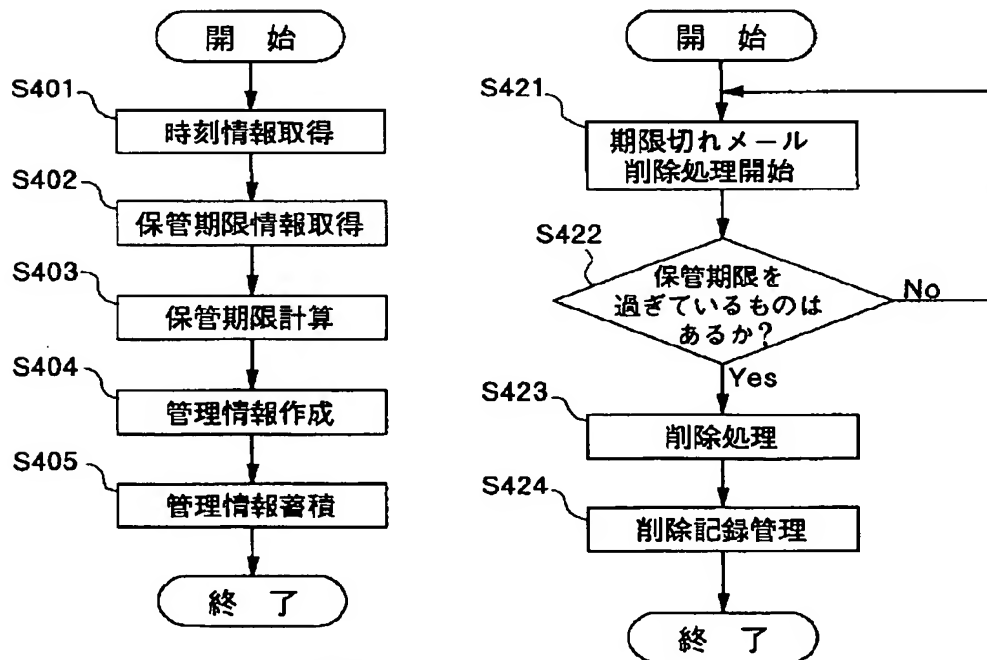 開 始
S401
時刻情報取得
S402
保管期限情報取得
S403
保管期限計算
S404
管理情報作成
S405
管理情報蓄積
終 了
開 始
S421
期限切れメール
削除処理開始
S422
保管期限を
過ぎているものは
あるか?
No
Yes
S423
削除処理
S424
削除記録管理
終 了